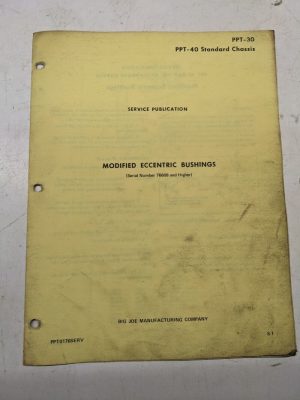 PPT-30
PPT-40 Standard Chassis
SERVICE PUBLICATION
MODIFIED ECCENTRIC BUSHINGS
(Serial Number 76608 and Higher)
BIG JOE MANUFACTURING COMPANY